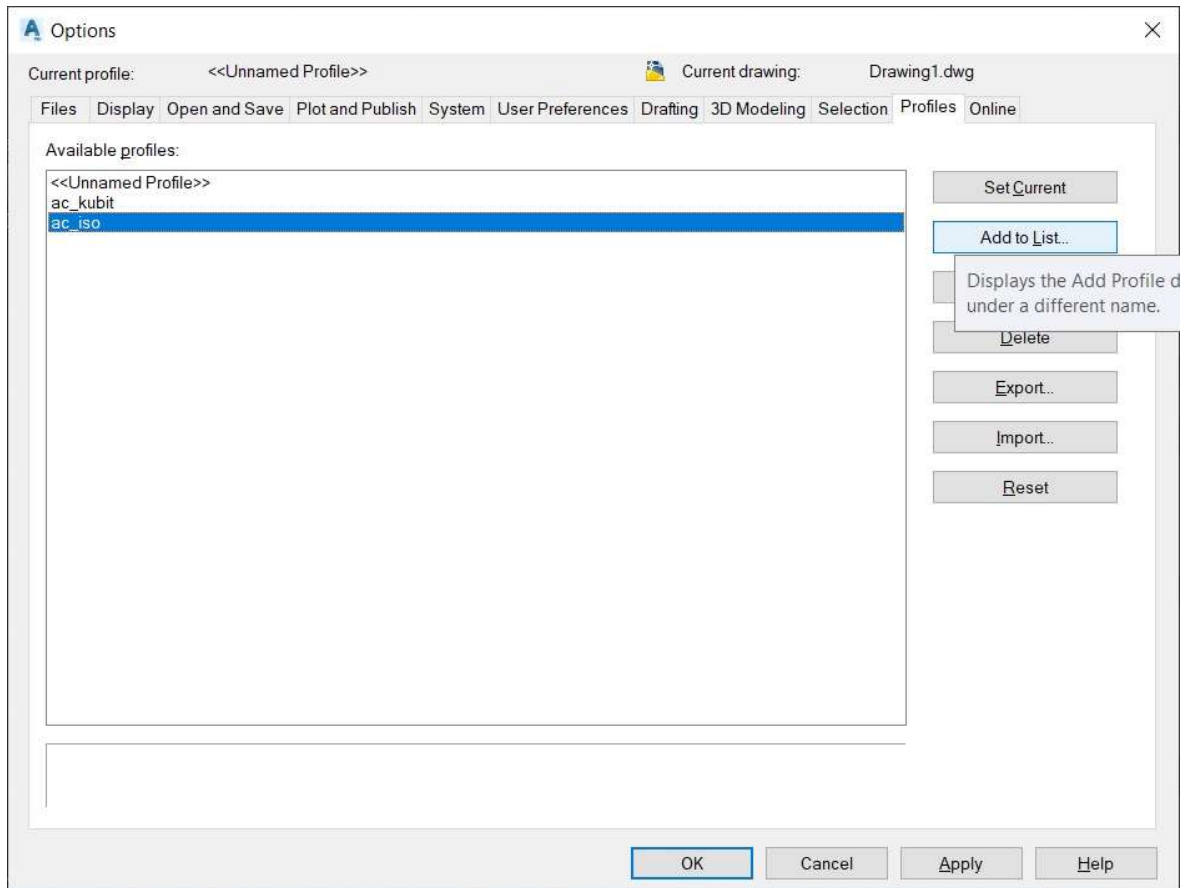 Options
Current profile: <<Unnamed Profile>> Current drawing: Drawing1.dwg
Files Display Open and Save Plot and Publish System User Preferences Drafting 3D Modeling Selection Profiles Online
Available profiles:
<<Unnamed Profile>>
ac_kubit
ac_iso
Set Current
Add to List...
Displays the Add Profile d
under a different name.
Delete
Export...
Import...
Reset
OK Cancel Apply Help